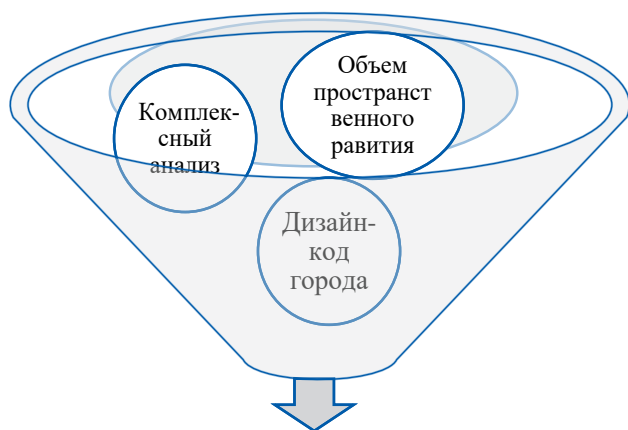 Комплек-
сный
анализ
Объем
пространст
венного
равития
Дизайн-
код
города